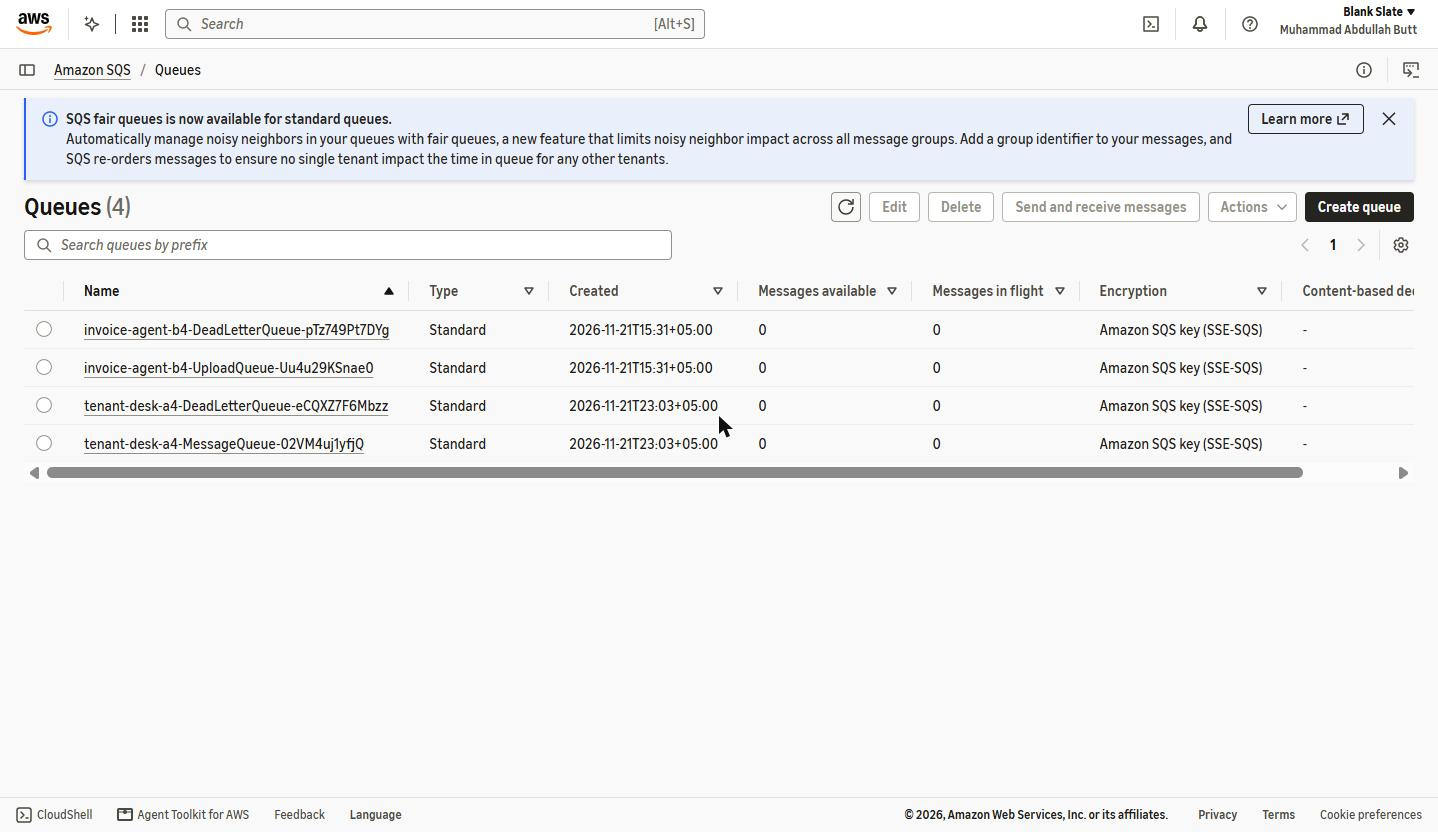 aws
Search [Alt+S]
Blank Slate
Muhammad Abdullah Butt
Amazon SQS / Queues
SQS fair queues is now available for standard queues.
Automatically manage noisy neighbors in your queues with fair queues, a new feature that limits noisy neighbor impact across all message groups. Add a group identifier to your messages, and
SQS re-orders messages to ensure no single tenant impact the time in queue for any other tenants.
Learn more
Queues (4)
Edit Delete Send and receive messages Actions Create queue
Search queues by prefix
1
Name Type Created Messages available Messages in flight Encryption Content-based de
invoice-agent-b4-DeadLetterQueue-pTz749Pt7DYg Standard 2026-11-21T15:31+05:00 0 0 Amazon SQS key (SSE-SQS) -
invoice-agent-b4-UploadQueue-Uu4u29KSnae0 Standard 2026-11-21T15:31+05:00 0 0 Amazon SQS key (SSE-SQS) -
tenant-desk-a4-DeadLetterQueue-eCQXZ7F6Mbzz Standard 2026-11-21T23:03+05:00 0 0 Amazon SQS key (SSE-SQS) -
tenant-desk-a4-MessageQueue-02VM4uj1yfjQ Standard 2026-11-21T23:03+05:00 0 0 Amazon SQS key (SSE-SQS) -
CloudShell Agent Toolkit for AWS Feedback Language © 2026, Amazon Web Services, Inc. or its affiliates. Privacy Terms Cookie preferences